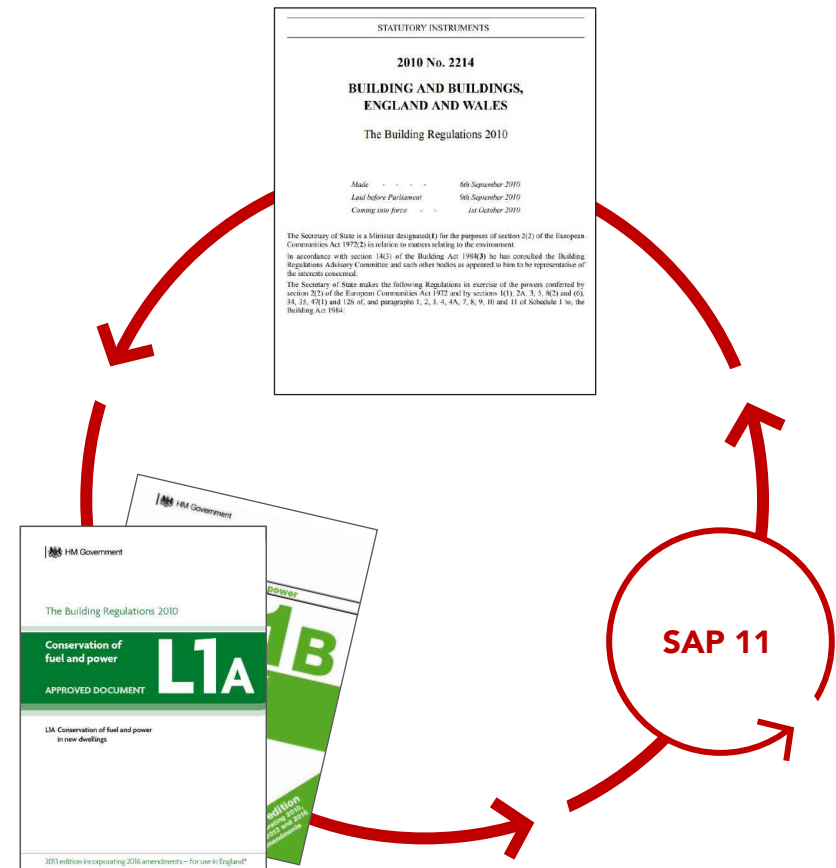 STATUTORY INSTRUMENTS
2010 No. 2214
BUILDING AND BUILDINGS,
ENGLAND AND WALES
The Building Regulations 2010
Made - - - - 6th September 2010
Laid before Parliament 9th September 2010
Coming into force - - 1st October 2010
The Secretary of State is a Minister designated(1) for the purposes of section 2(2) of the European
Communities Act 1972(2) in relation to matters relating to the environment.
In accordance with section 14(3) of the Building Act 1984(3) he has consulted the Building
Regulations Advisory Committee and such other bodies as appeared to him to be representative of
the interests concerned.
The Secretary of State makes the following Regulations in exercise of the powers conferred by
section 2(2) of the European Communities Act 1972 and by sections 1(1), 2A, 3, 5, 8(2) and (6),
34, 35, 47(1) and 126 of, and paragraphs 1, 2, 3, 4, 4A, 7, 8, 9, 10 and 11 of Schedule 1 to, the
Building Act 1984:
HM Government
power
1B
edition
2013 and 2016
amendments
HM Government
The Building Regulations 2010
Conservation of
fuel and power
L1A
APPROVED DOCUMENT
L1A Conservation of fuel and power
in new dwellings
2013 edition incorporating 2016 amendments – for use in England*
SAP 11